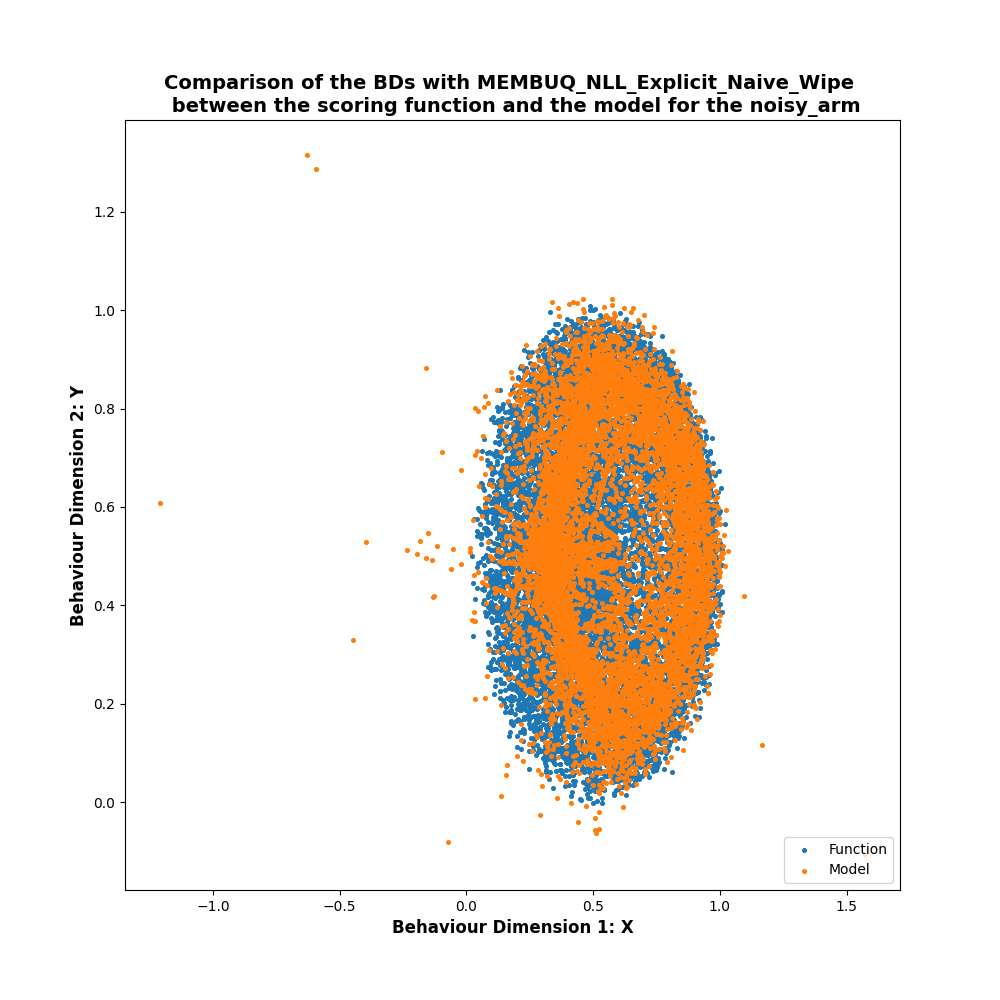 Comparison of the BDs with MEMBUQ_NLL_Explicit_Naive_Wipe
between the scoring function and the model for the noisy_arm
Behaviour Dimension 2: Y
1.2
1.0
0.8
0.6
0.4
0.2
0.0
−1.0
−0.5
0.0
0.5
1.0
1.5
Behaviour Dimension 1: X
Function
Model